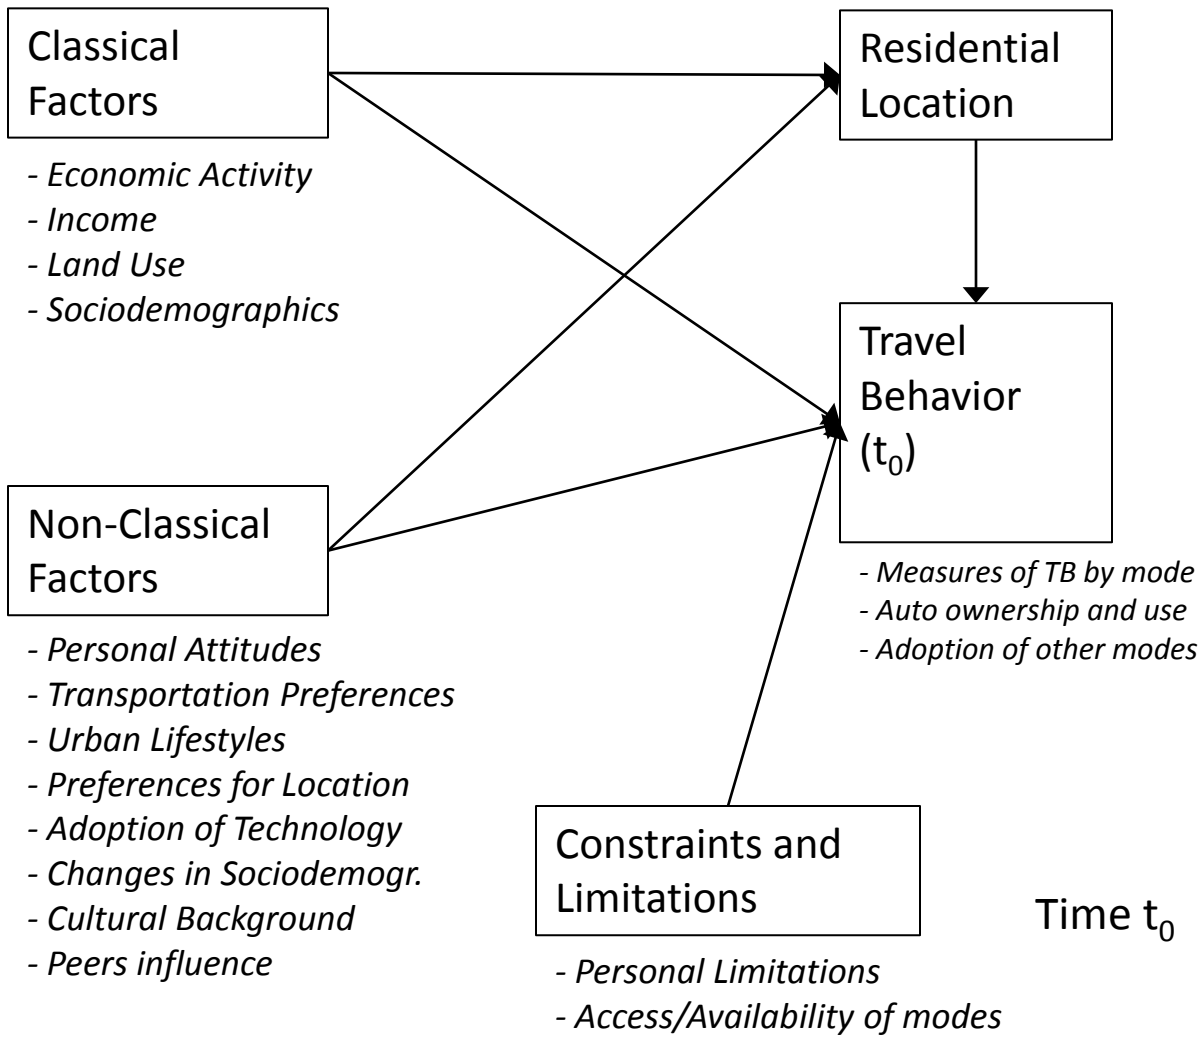 Classical
Factors
- Economic Activity
- Income
- Land Use
- Sociodemographics
Residential
Location
Travel
Behavior
(t₀)
- Measures of TB by mode
- Auto ownership and use
- Adoption of other modes
Non-Classical
Factors
- Personal Attitudes
- Transportation Preferences
- Urban Lifestyles
- Preferences for Location
- Adoption of Technology
- Changes in Sociodemogr.
- Cultural Background
- Peers influence
Constraints and
Limitations
- Personal Limitations
- Access/Availability of modes
Time t₀